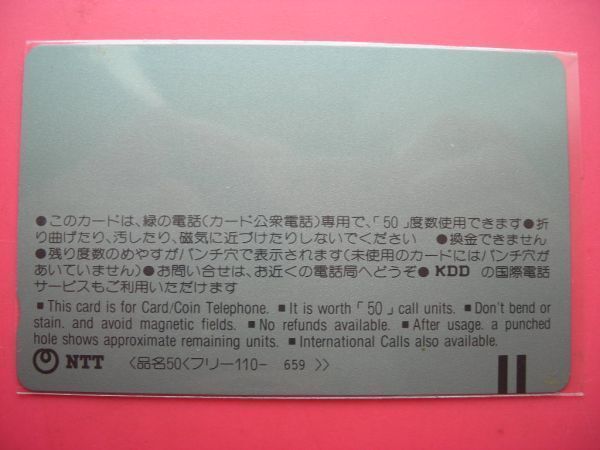 ●このカードは、緑の電話(カード公衆電話)専用で、「50」度数使用できます●折
り曲げたり、汚したり、磁気に近づけたりしないでください ●換金できません
●残り度数のめやすがパンチ穴で表示されます(未使用のカードにはパンチ穴が
あいていません)●お問い合せは、お近くの電話局へどうぞ● KDD の国際電話
サービスもご利用いただけます
■ This card is for Card/Coin Telephone. ■ It is worth「50」call units. ■ Don't bend or
stain, and avoid magnetic fields. ■ No refunds available. ■ After usage. a punched
hole shows approximate remaining units. ■ International Calls also available.
NTT 〈品名50〈フリー110- 659 〉〉